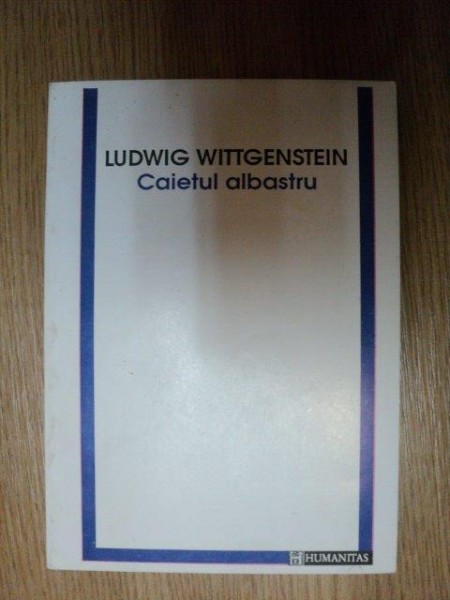 LUDWIG WITTGENSTEIN
Caietul albastru
HUMANITAS